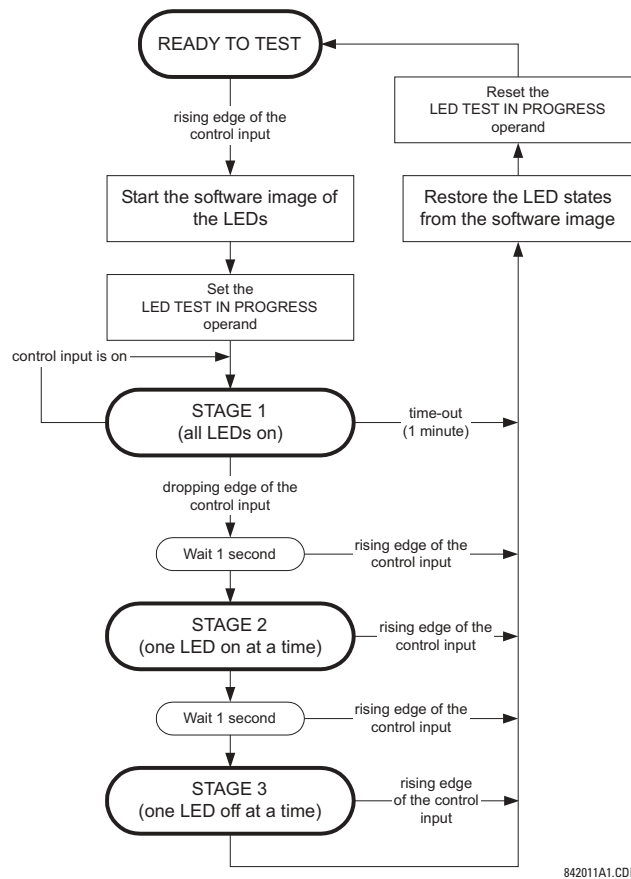 READY TO TEST
Reset the
LED TEST IN PROGRESS
operand
rising edge of the
control input
Start the software image of
the LEDs
Restore the LED states
from the software image
Set the
LED TEST IN PROGRESS
operand
control input is on
STAGE 1
(all LEDs on)
time-out
(1 minute)
dropping edge of the
control input
Wait 1 second
rising edge of the
control input
STAGE 2
(one LED on at a time)
rising edge of the
control input
Wait 1 second
rising edge of the
control input
STAGE 3
(one LED off at a time)
rising edge
of the control
input
842011A1.CD